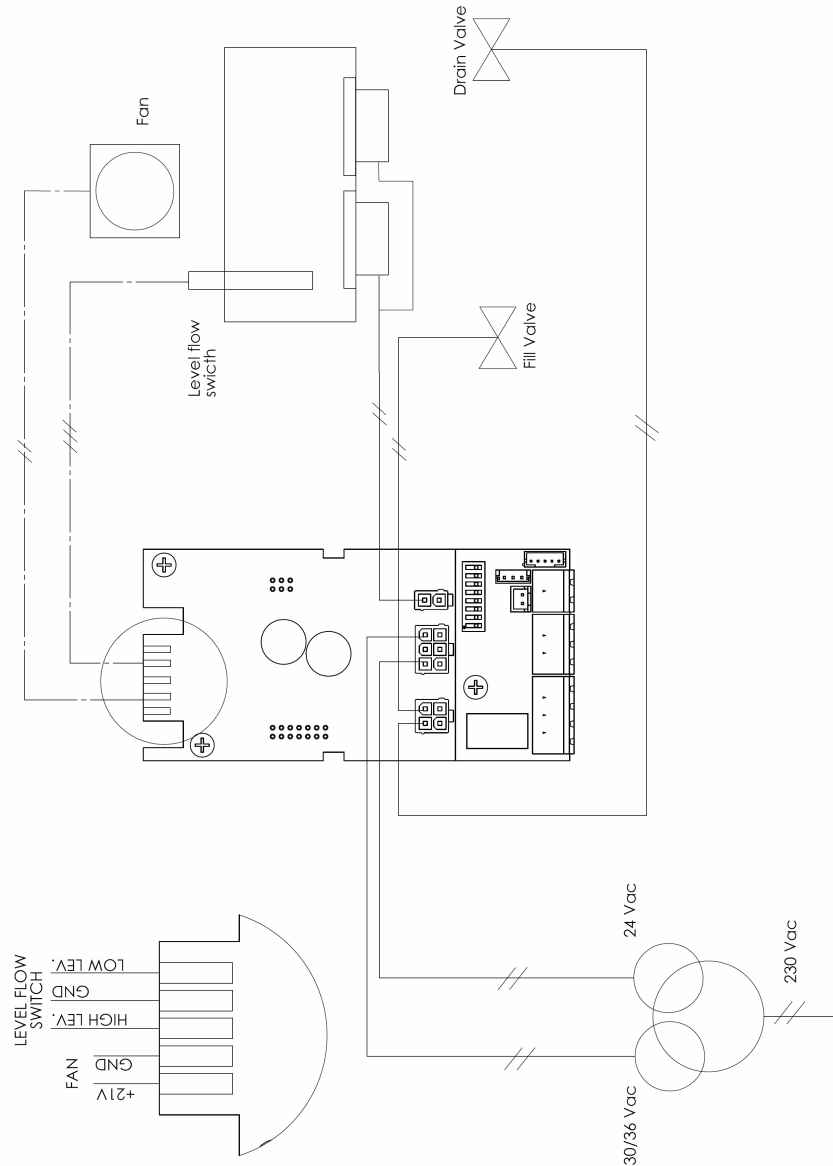 Drain Valve
Fan
Level flow
swicth
Fill Valve
LEVEL FLOW
SWITCH
LOW LEV.
GND
HIGH LEV.
FAN
GND
+21V
24 Vac
230 Vac
30/36 Vac